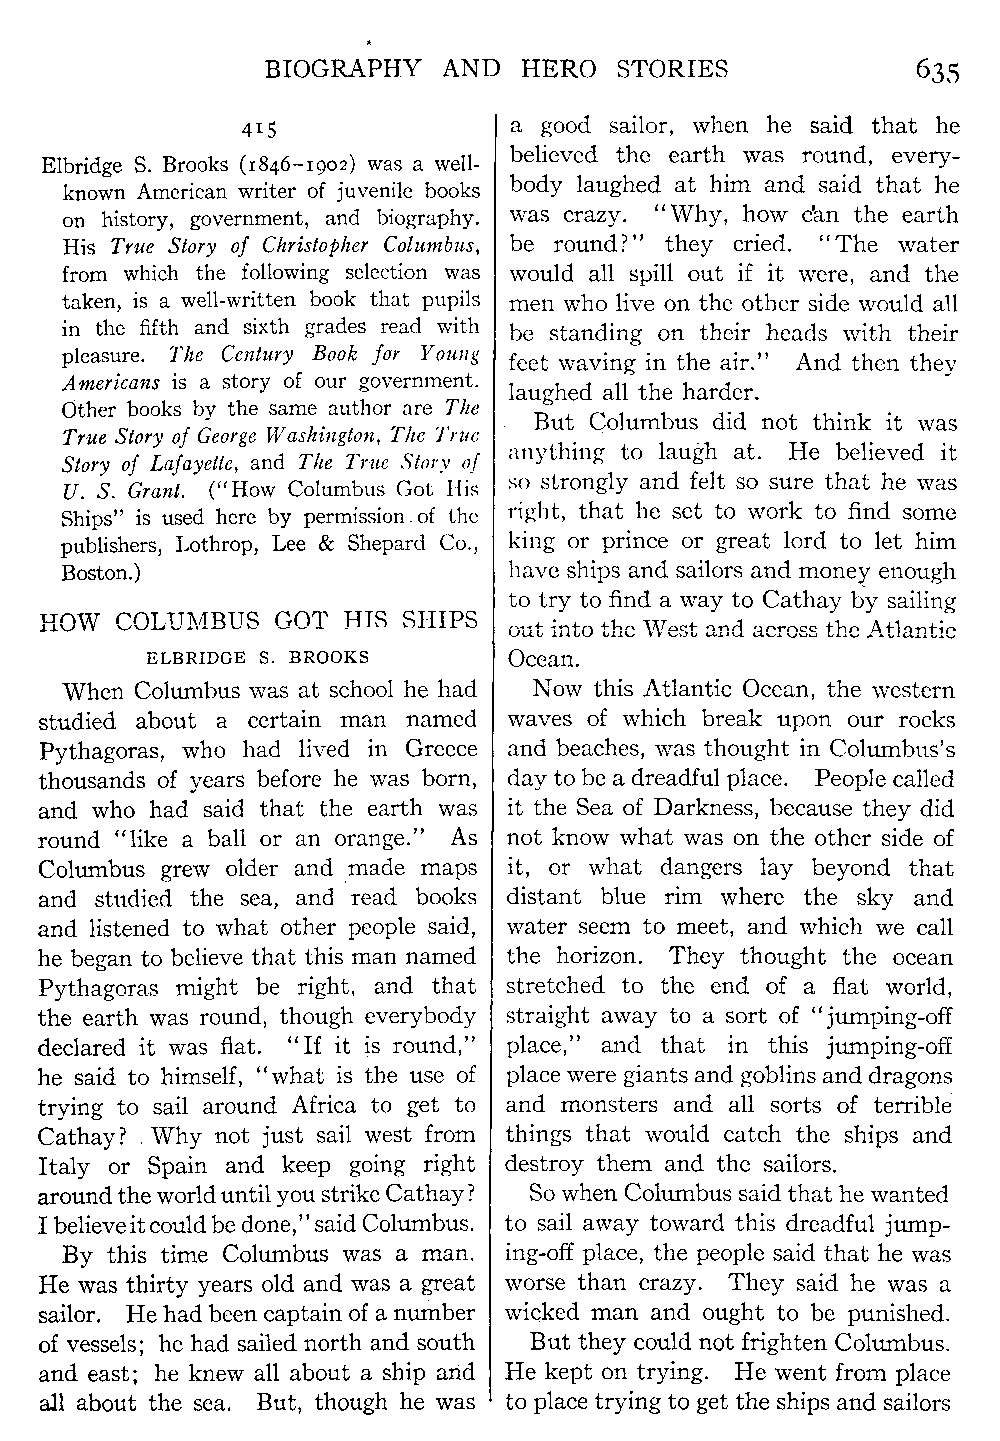 BIOGRAPHY AND HERO STORIES 635
415
Elbridge S. Brooks (1846–1902) was a well-
known American writer of juvenile books
on history, government, and biography.
His True Story of Christopher Columbus,
from which the following selection was
taken, is a well-written book that pupils
in the fifth and sixth grades read with
pleasure. The Century Book for Young
Americans is a story of our government.
Other books by the same author are The
True Story of George Washington, The True
Story of Lafayette, and The True Story of
U. S. Grant. (“How Columbus Got His
Ships” is used here by permission of the
publishers, Lothrop, Lee & Shepard Co.,
Boston.)
HOW COLUMBUS GOT HIS SHIPS
ELBRIDGE S. BROOKS
When Columbus was at school he had
studied about a certain man named
Pythagoras, who had lived in Greece
thousands of years before he was born,
and who had said that the earth was
round “like a ball or an orange.” As
Columbus grew older and made maps
and studied the sea, and read books
and listened to what other people said,
he began to believe that this man named
Pythagoras might be right, and that
the earth was round, though everybody
declared it was flat. “If it is round,”
he said to himself, “what is the use of
trying to sail around Africa to get to
Cathay? Why not just sail west from
Italy or Spain and keep going right
around the world until you strike Cathay?
I believe it could be done,” said Columbus.
By this time Columbus was a man.
He was thirty years old and was a great
sailor. He had been captain of a number
of vessels; he had sailed north and south
and east; he knew all about a ship and
all about the sea. But, though he was
a good sailor, when he said that he
believed the earth was round, every-
body laughed at him and said that he
was crazy. “Why, how can the earth
be round?” they cried. “The water
would all spill out if it were, and the
men who live on the other side would all
be standing on their heads with their
feet waving in the air.” And then they
laughed all the harder.
But Columbus did not think it was
anything to laugh at. He believed it
so strongly and felt so sure that he was
right, that he set to work to find some
king or prince or great lord to let him
have ships and sailors and money enough
to try to find a way to Cathay by sailing
out into the West and across the Atlantic
Ocean.
Now this Atlantic Ocean, the western
waves of which break upon our rocks
and beaches, was thought in Columbus’s
day to be a dreadful place. People called
it the Sea of Darkness, because they did
not know what was on the other side of
it, or what dangers lay beyond that
distant blue rim where the sky and
water seem to meet, and which we call
the horizon. They thought the ocean
stretched to the end of a flat world,
straight away to a sort of “jumping-off
place,” and that in this jumping-off
place were giants and goblins and dragons
and monsters and all sorts of terrible
things that would catch the ships and
destroy them and the sailors.
So when Columbus said that he wanted
to sail away toward this dreadful jump-
ing-off place, the people said that he was
worse than crazy. They said he was a
wicked man and ought to be punished.
But they could not frighten Columbus.
He kept on trying. He went from place
to place trying to get the ships and sailors